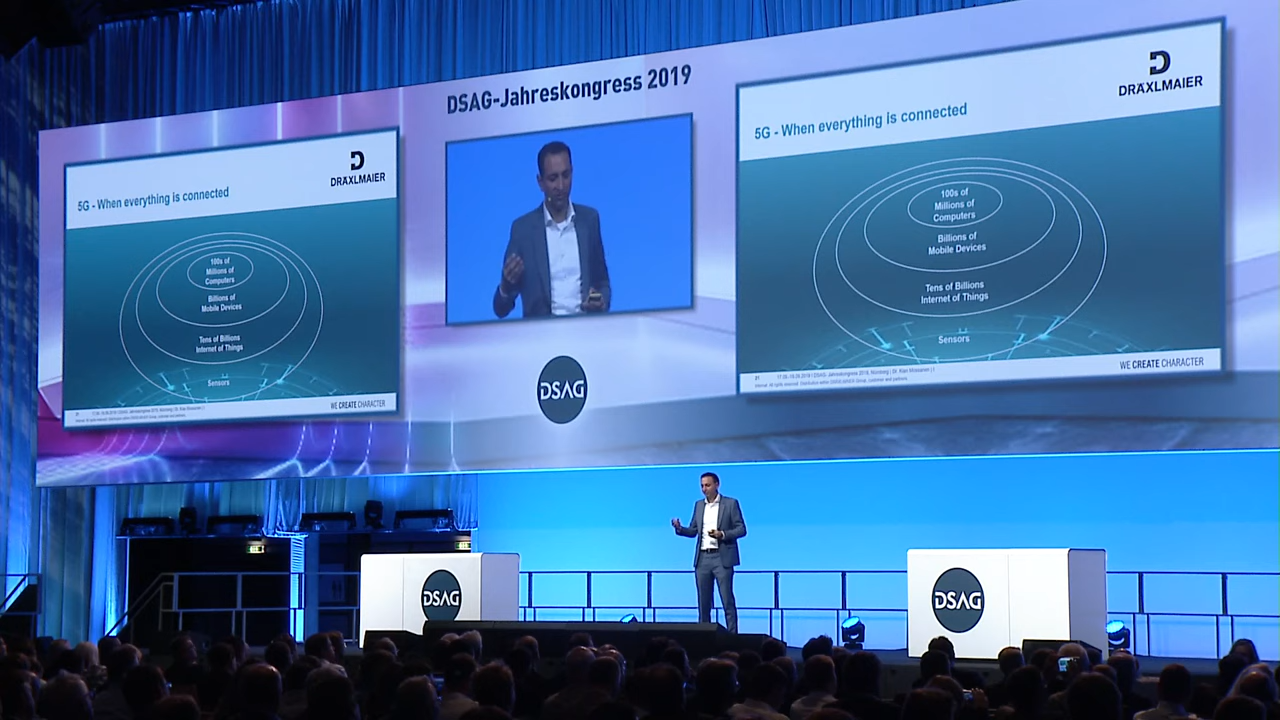 DSAG-Jahreskongress 2019
DRÄXLMAIER
5G - When everything is connected
100s of
Millions of
Computers
Billions of
Mobile Devices
Tens of Billions
Internet of Things
Sensors
WE CREATE CHARACTER
DSAG
DRÄXLMAIER
5G - When everything is connected
100s of
Millions of
Computers
Billions of
Mobile Devices
Tens of Billions
Internet of Things
Sensors
WE CREATE CHARACTER
DSAG
DSAG